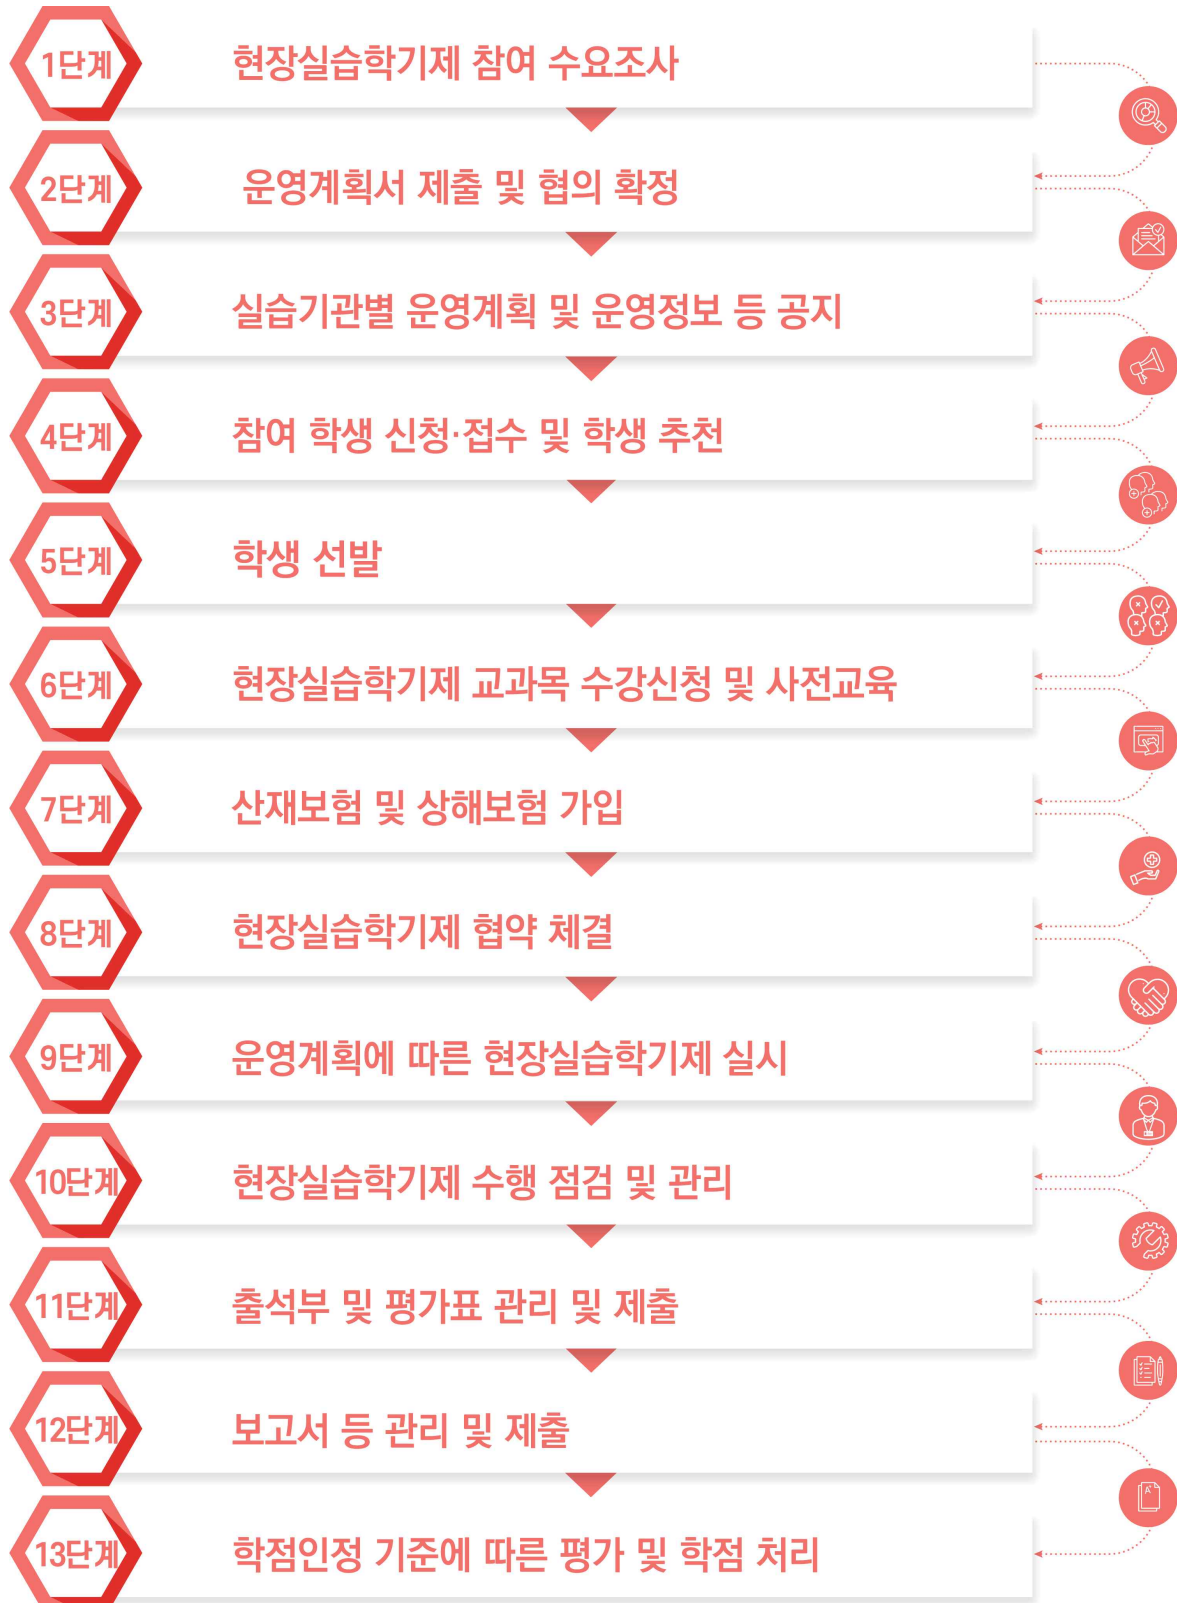 1단계 현장실습학기제 참여 수요조사
2단계 운영계획서 제출 및 협의 확정
3단계 실습기관별 운영계획 및 운영정보 등 공지
4단계 참여 학생 신청·접수 및 학생 추천
5단계 학생 선발
6단계 현장실습학기제 교과목 수강신청 및 사전교육
7단계 산재보험 및 상해보험 가입
8단계 현장실습학기제 협약 체결
9단계 운영계획에 따른 현장실습학기제 실시
10단계 현장실습학기제 수행 점검 및 관리
11단계 출석부 및 평가표 관리 및 제출
12단계 보고서 등 관리 및 제출
13단계 학점인정 기준에 따른 평가 및 학점 처리